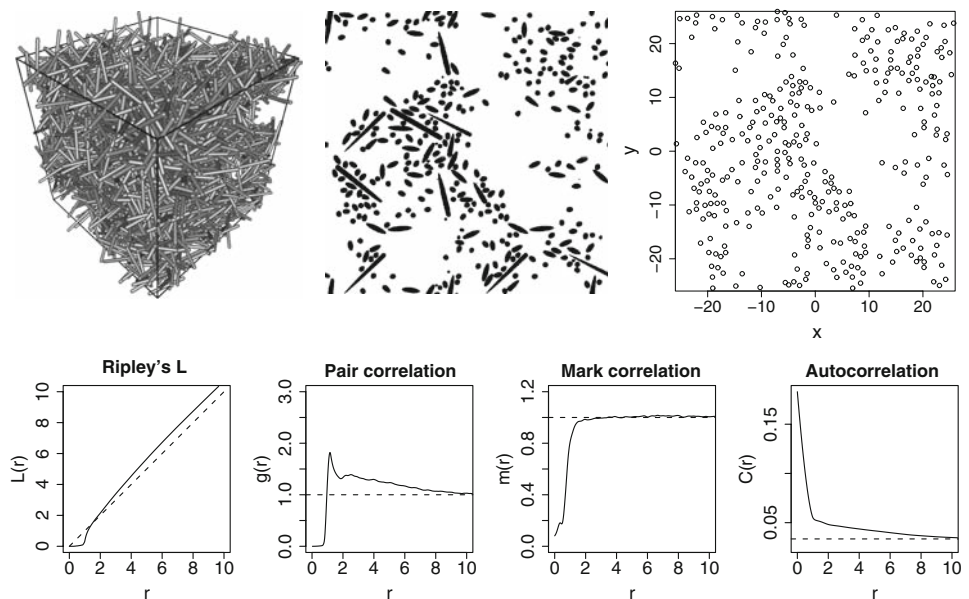 20
10
0
−10
−20
y
−20 −10 0 10 20
x
Ripley's L
10
8
6
4
2
0
L(r)
0 2 4 6 8 10
r
Pair correlation
3.0
2.0
1.0
0.0
g(r)
0 2 4 6 8 10
r
Mark correlation
1.2
0.8
0.4
0.0
m(r)
0 2 4 6 8 10
r
Autocorrelation
0.15
0.05
C(r)
0 2 4 6 8 10
r